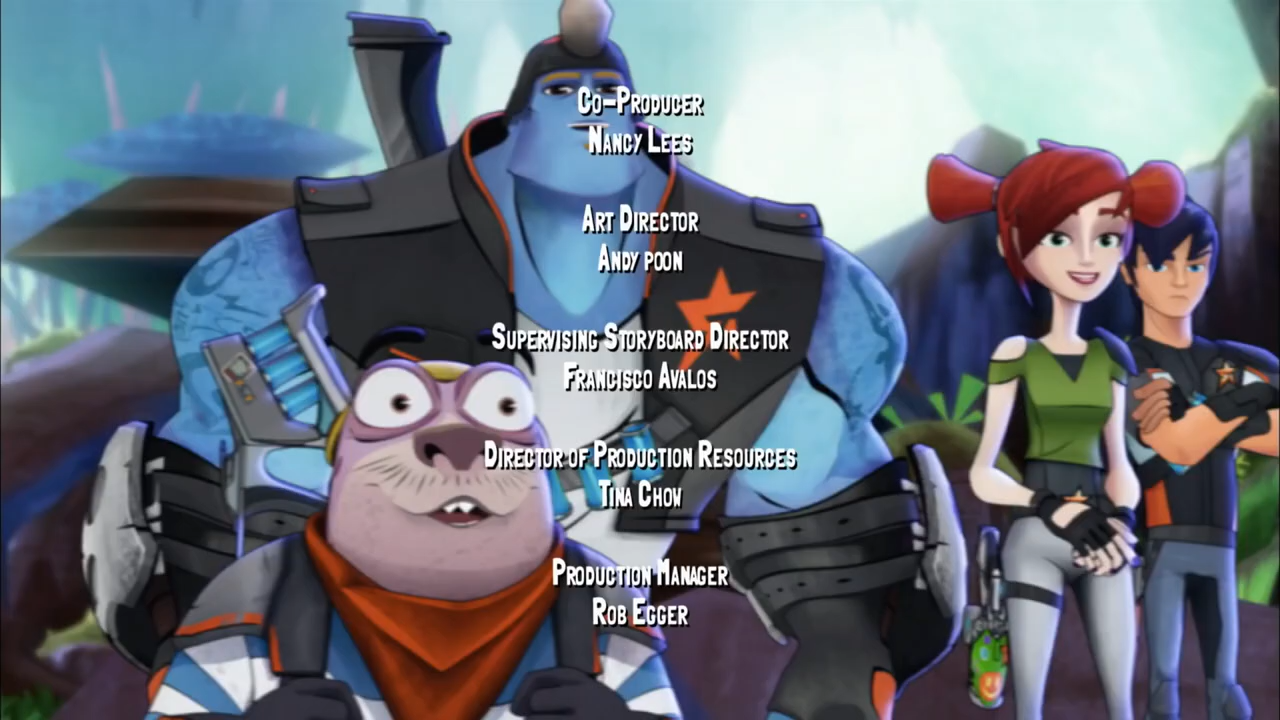 Co-Producer
Nancy Lees
Art Director
Andy poon
Supervising Storyboard Director
Francisco Avalos
Director of Production Resources
Tina Chow
Production Manager
Rob Egger